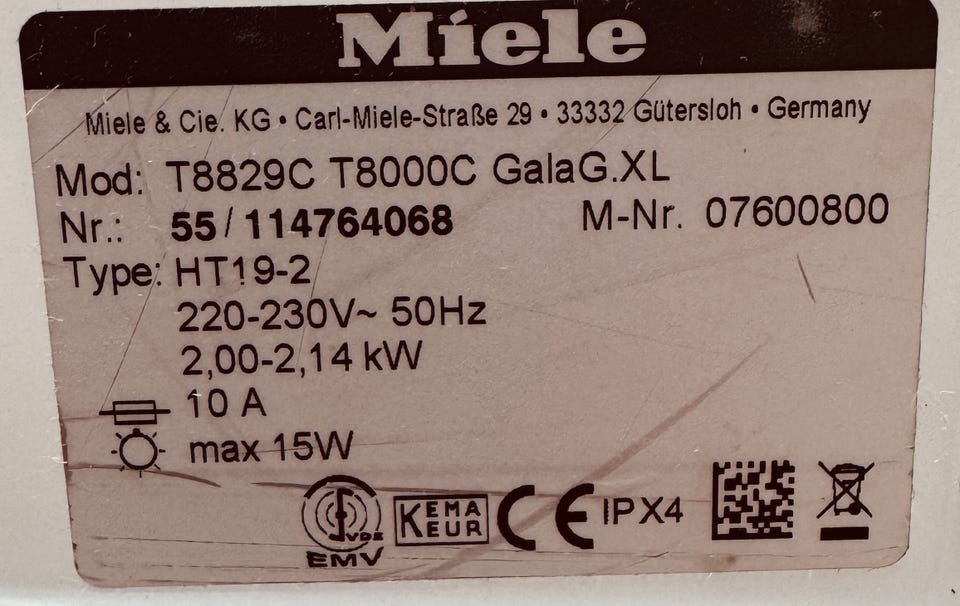 Miele
Miele & Cie. KG • Carl-Miele-Straße 29 • 33332 Gütersloh • Germany
Mod: T8829C T8000C GalaG.XL
Nr.: 55/114764068 M-Nr. 07600800
Type: HT19-2
220-230V~ 50Hz
2,00-2,14 kW
10 A
max 15W
VDE
EMV
KEMA
KEUR
CE
IPX4